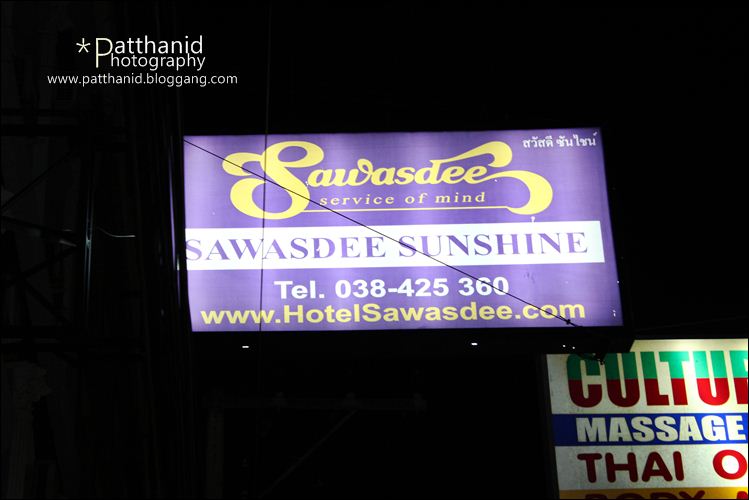 *Patthanid
Photography
www.patthanid.bloggang.com
สวัสดี ซันไชน์
Sawasdee
service of mind
SAWASDEE SUNSHINE
Tel. 038-425 360
www.HotelSawasdee.com
MASSAGE
THAI